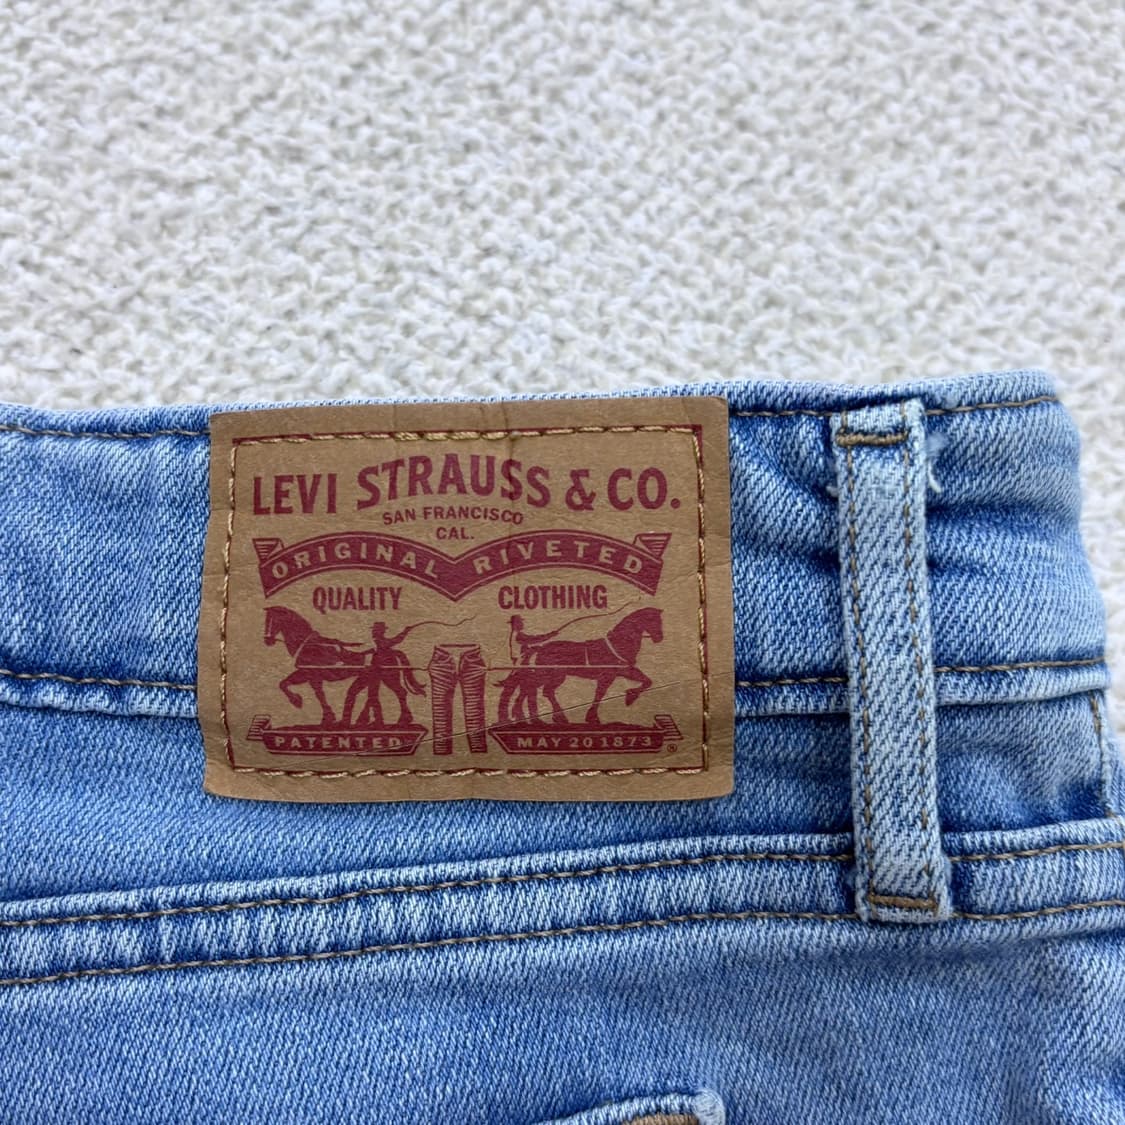 LEVI STRAUSS & CO.
SAN FRANCISCO
CAL.
ORIGINAL RIVETED
QUALITY CLOTHING
PATENTED MAY 20 1873 ®